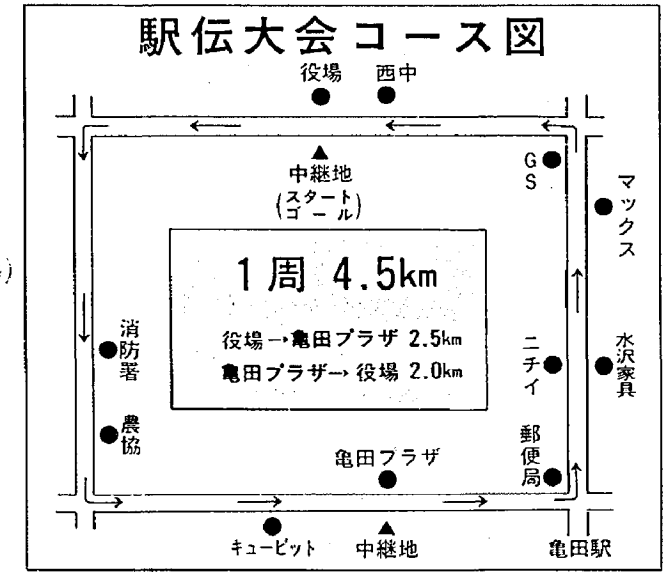 駅伝大会コース図
役場
西中
中継地
(スタート
ゴール)
GS
マックス
1周 4.5km
役場→亀田プラザ 2.5km
亀田プラザ→役場 2.0km
消防署
農協
ニチイ
水沢家具
郵便局
亀田プラザ
キューピット
中継地
亀田駅